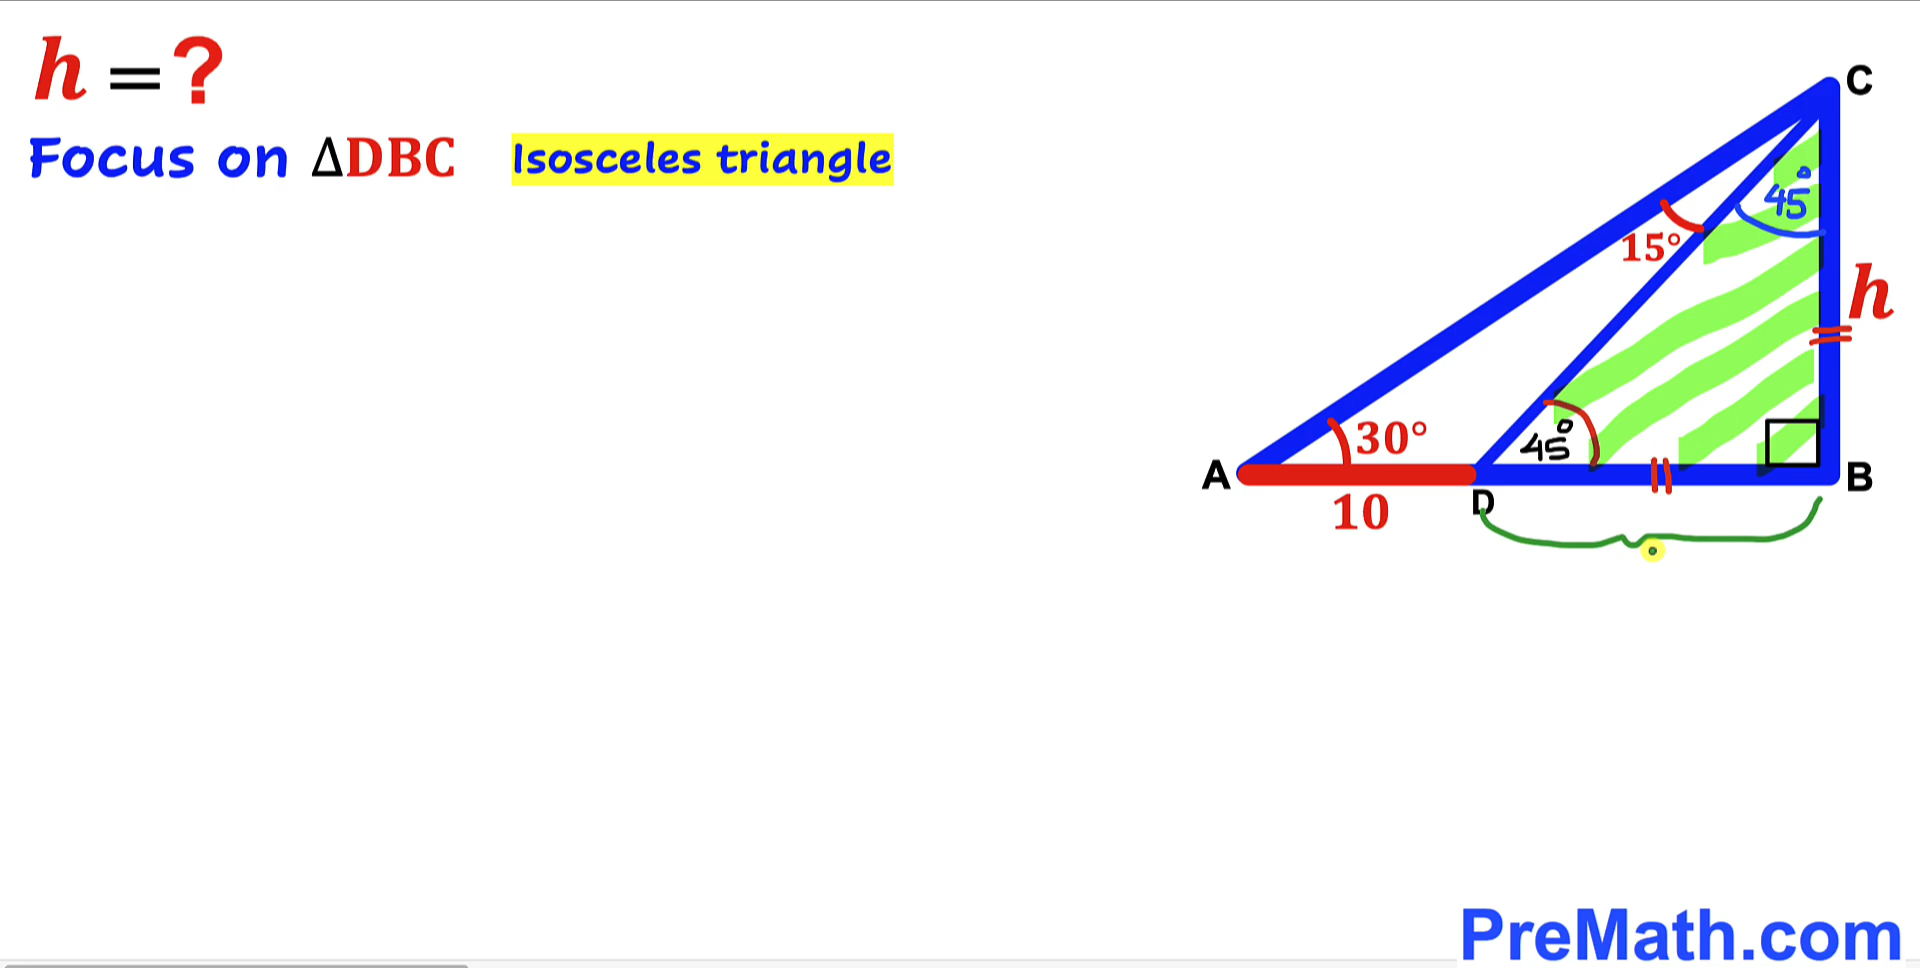 h = ?
Focus on ΔDBC Isosceles triangle
C
45°
15°
h
30°
45°
A
B
10
D
PreMath.com